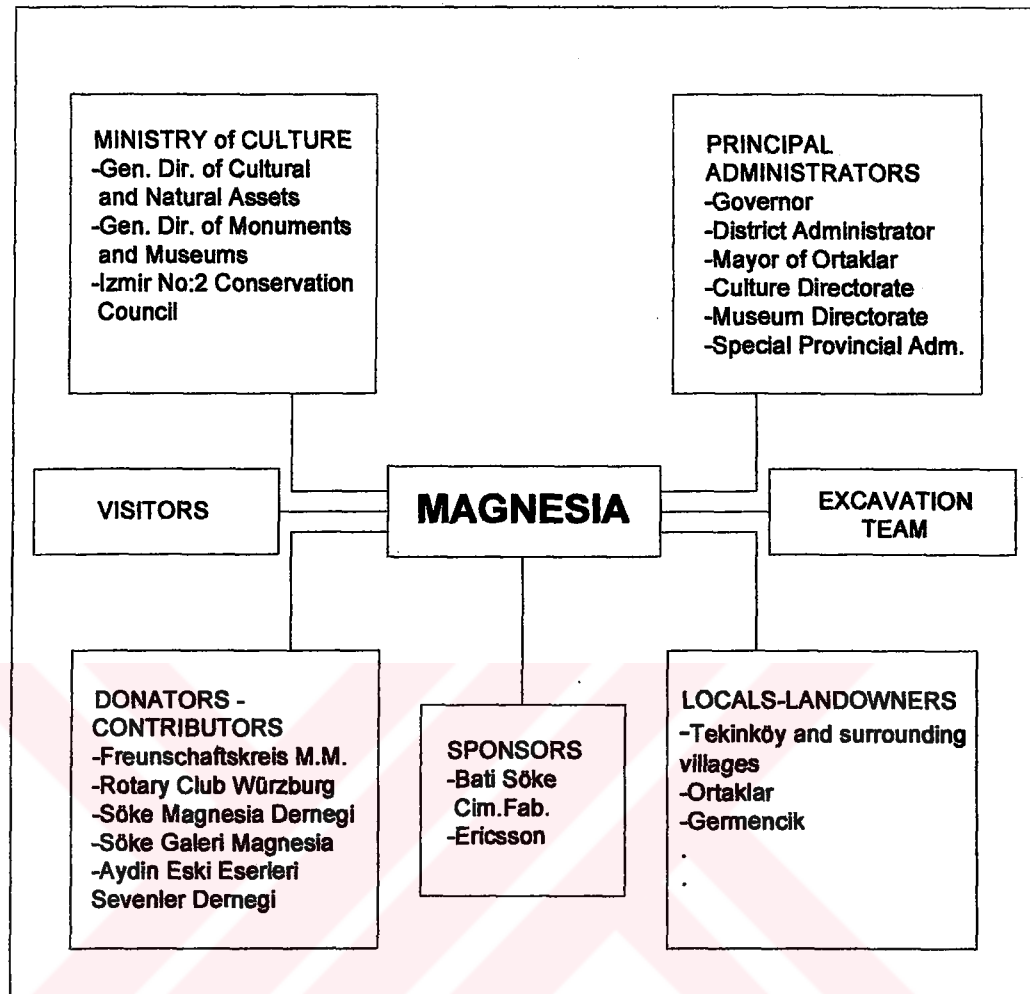 MINISTRY of CULTURE
-Gen. Dir. of Cultural
and Natural Assets
-Gen. Dir. of Monuments
and Museums
-Izmir No:2 Conservation
Council
PRINCIPAL
ADMINISTRATORS
-Governor
-District Administrator
-Mayor of Ortaklar
-Culture Directorate
-Museum Directorate
-Special Provincial Adm.
VISITORS
MAGNESIA
EXCAVATION
TEAM
DONATORS -
CONTRIBUTORS
-Freunschaftskreis M.M.
-Rotary Club Würzburg
-Söke Magnesia Dernegi
-Söke Galeri Magnesia
-Aydin Eski Eserleri
Sevenler Dernegi
SPONSORS
-Bati Söke
Cim.Fab.
-Ericsson
LOCALS-LANDOWNERS
-Tekinköy and surrounding
villages
-Ortaklar
-Germencik
.
.